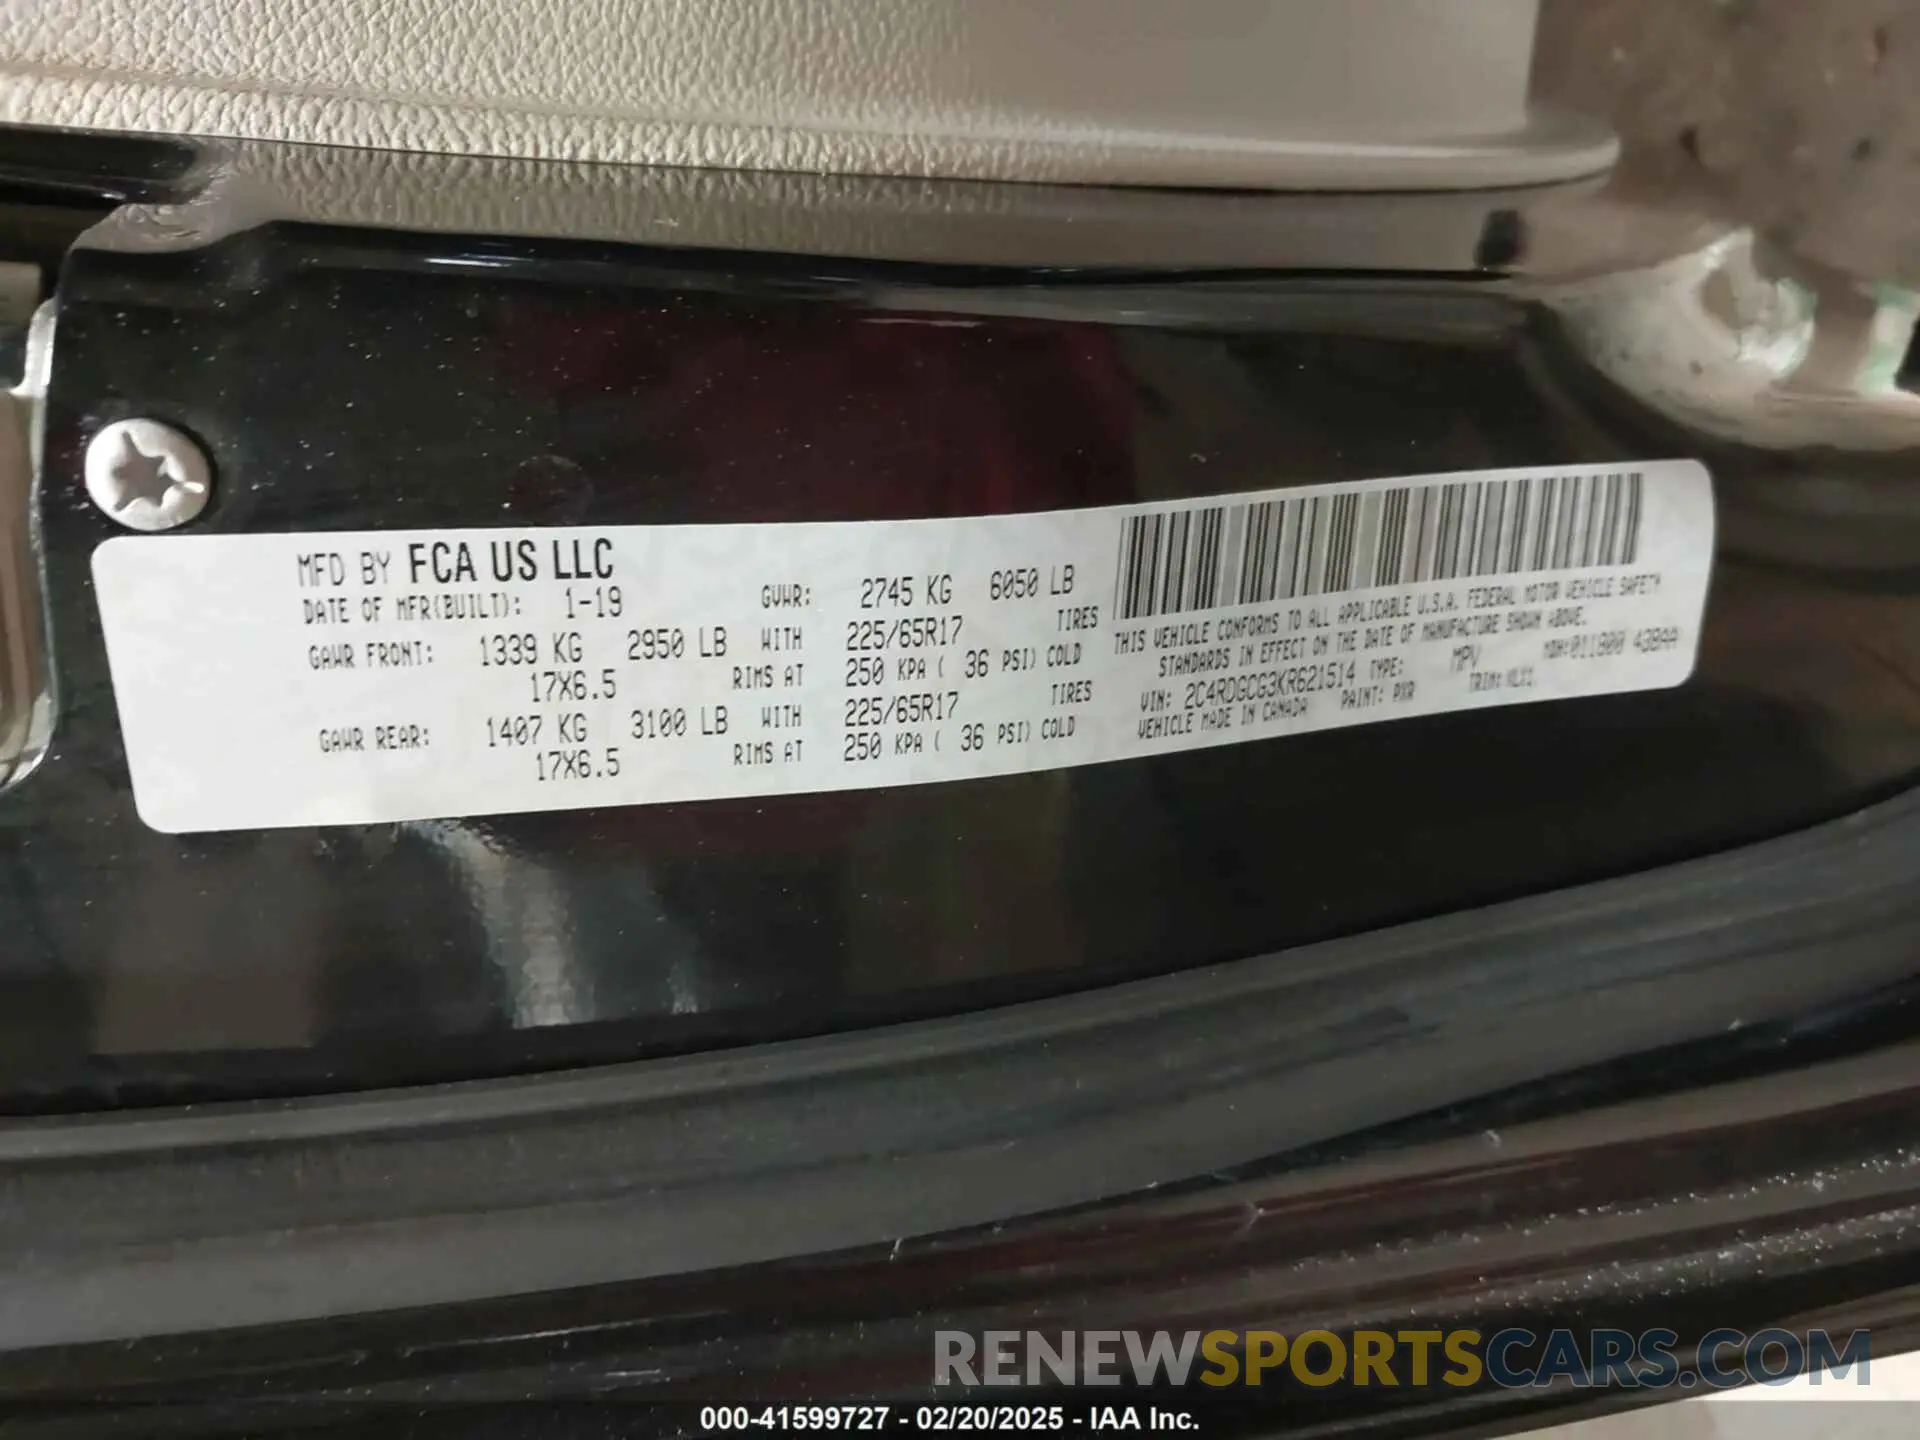 MFD BY FCA US LLC
DATE OF MFR(BUILT): 1-19 GVWR: 2745 KG 6050 LB
GAWR FRONT: 1339 KG 2950 LB WITH 225/65R17 TIRES
17X6.5 RIMS AT 250 KPA ( 36 PSI) COLD
GAWR REAR: 1407 KG 3100 LB WITH 225/65R17 TIRES
17X6.5 RIMS AT 250 KPA ( 36 PSI) COLD
THIS VEHICLE CONFORMS TO ALL APPLICABLE U.S.A. FEDERAL MOTOR VEHICLE SAFETY
STANDARDS IN EFFECT ON THE DATE OF MANUFACTURE SHOWN ABOVE.
VIN: 2C4RDGCG3KR621514 TYPE: MPV MDH:011800 438AA
VEHICLE MADE IN CANADA PAINT: PXR TRIM:
RENEWSPORTSCARS.COM
000-41599727 - 02/20/2025 - IAA Inc.